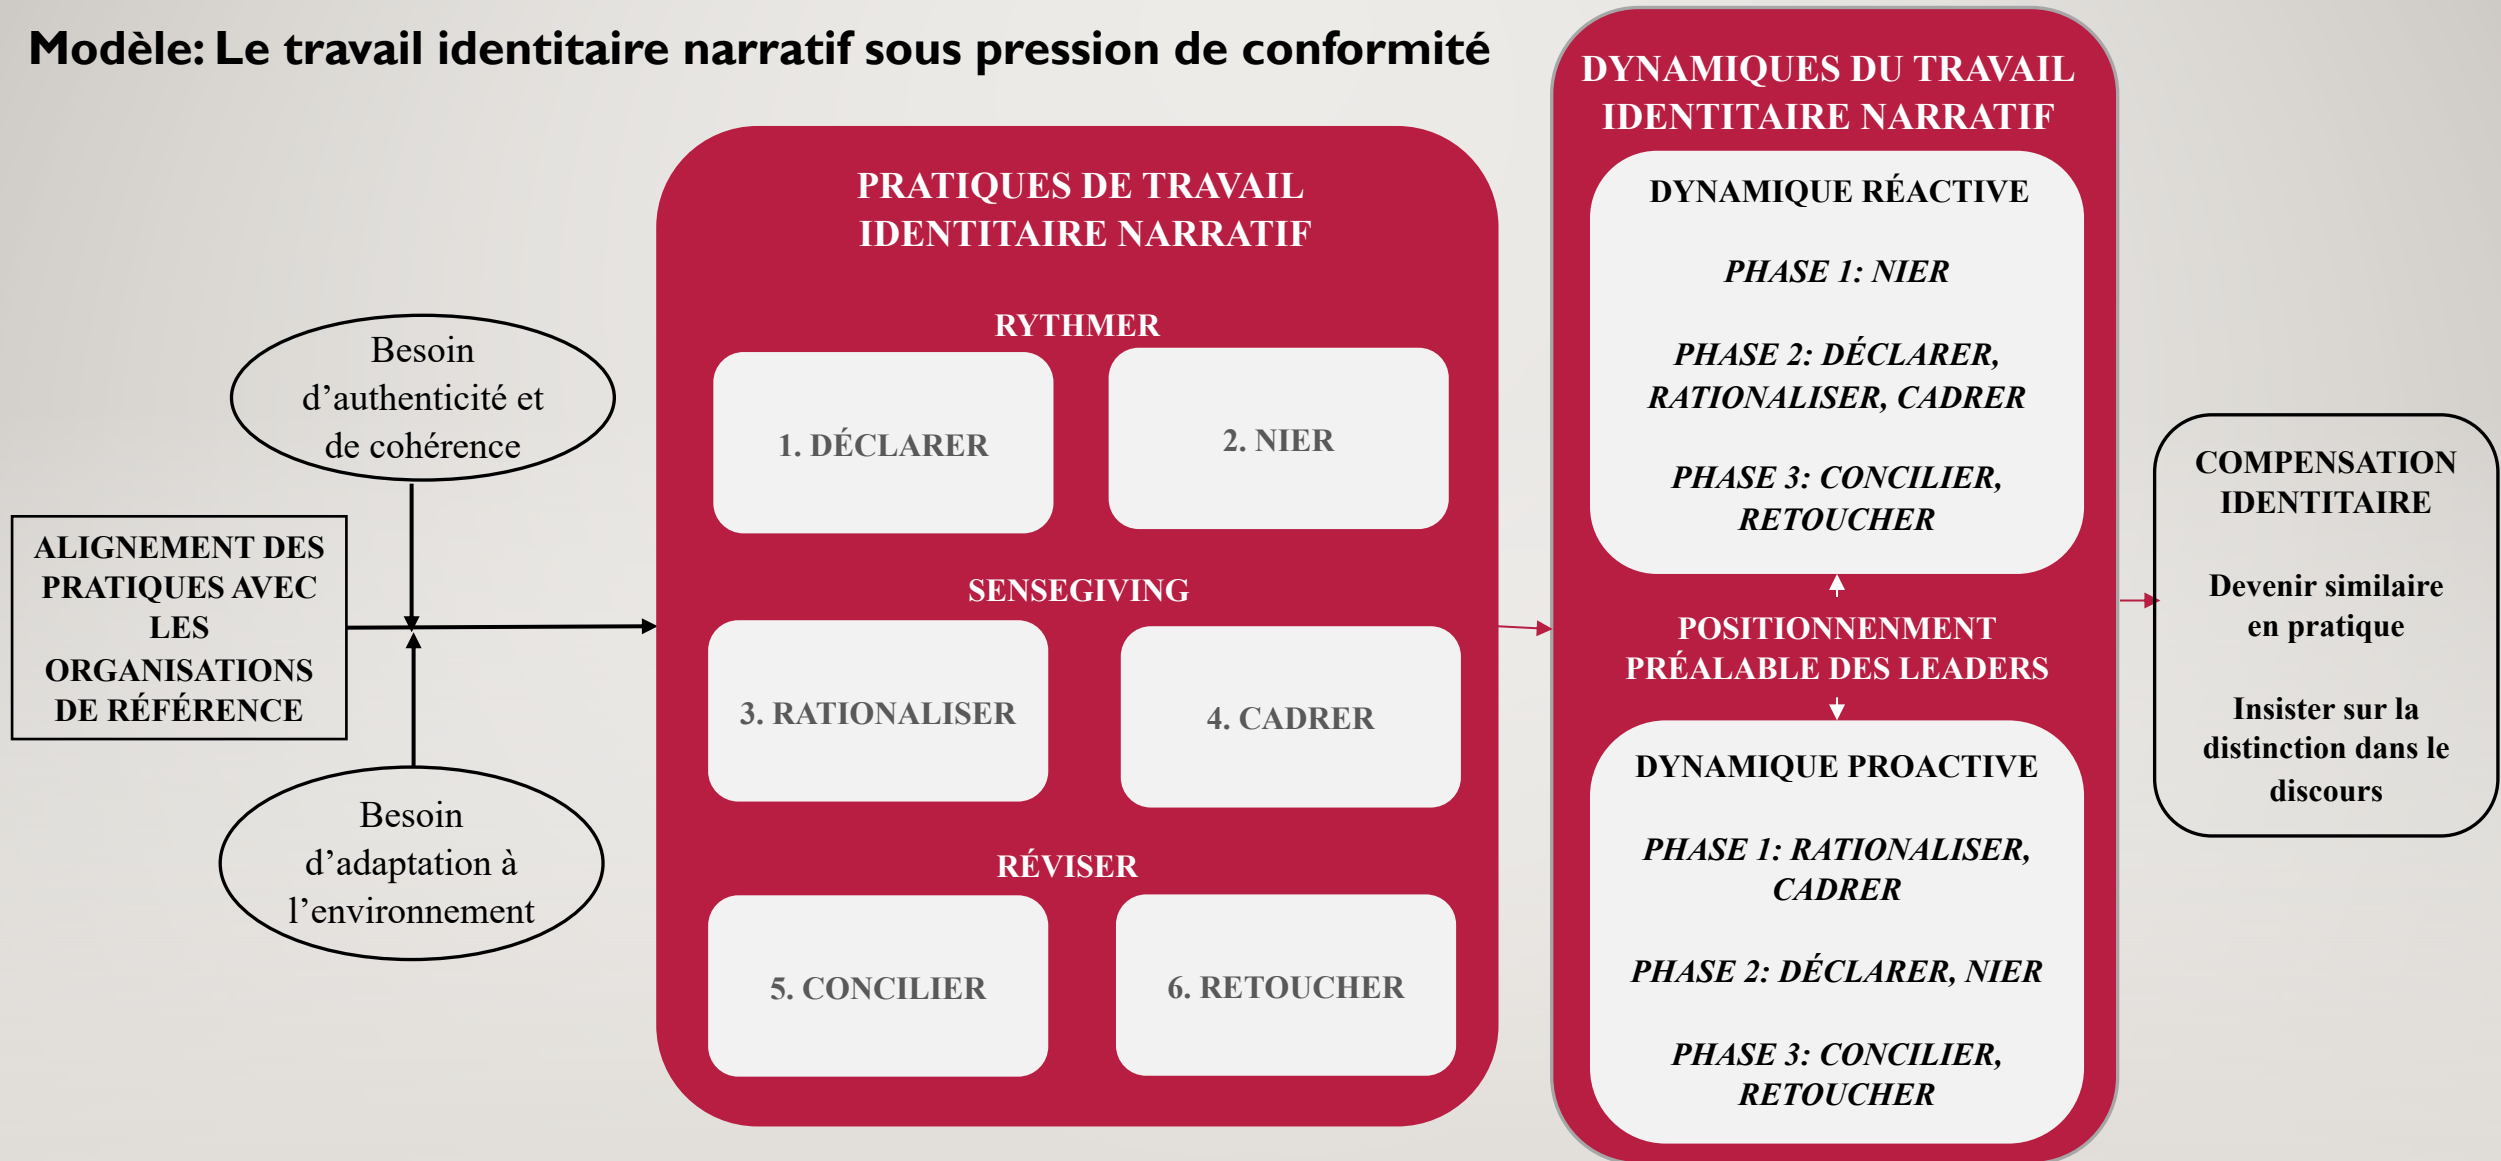 Modèle: Le travail identitaire narratif sous pression de conformité
Besoin
d’authenticité et
de cohérence
ALIGNEMENT DES
PRATIQUES AVEC
LES
ORGANISATIONS
DE RÉFÉRENCE
Besoin
d’adaptation à
l’environnement
PRATIQUES DE TRAVAIL
IDENTITAIRE NARRATIF
RYTHMER
1. DÉCLARER
2. NIER
SENSEGIVING
3. RATIONALISER
4. CADRER
RÉVISER
5. CONCILIER
6. RETOUCHER
DYNAMIQUES DU TRAVAIL
IDENTITAIRE NARRATIF
DYNAMIQUE RÉACTIVE
PHASE 1: NIER
PHASE 2: DÉCLARER,
RATIONALISER, CADRER
PHASE 3: CONCILIER,
RETOUCHER
POSITIONNENMENT
PRÉALABLE DES LEADERS
DYNAMIQUE PROACTIVE
PHASE 1: RATIONALISER,
CADRER
PHASE 2: DÉCLARER, NIER
PHASE 3: CONCILIER,
RETOUCHER
COMPENSATION
IDENTITAIRE
Devenir similaire
en pratique
Insister sur la
distinction dans le
discours